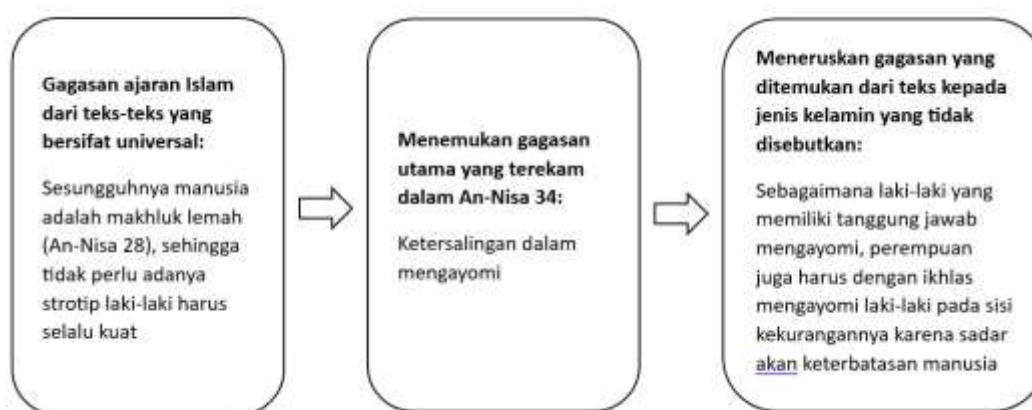 Gagasan ajaran Islam
dari teks-teks yang
bersifat universal:
Sesungguhnya manusia
adalah makhluk lemah
(An-Nisa 28), sehingga
tidak perlu adanya
strotip laki-laki harus
selalu kuat
Menemukan gagasan
utama yang terekam
dalam An-Nisa 34:
Ketersalingan dalam
mengayomi
Meneruskan gagasan yang
ditemukan dari teks kepada
jenis kelamin yang tidak
disebutkan:
Sebagaimana laki-laki yang
memiliki tanggung jawab
mengayomi, perempuan
juga harus dengan ikhlas
mengayomi laki-laki pada sisi
kekurangannya karena sadar
akan keterbatasan manusia